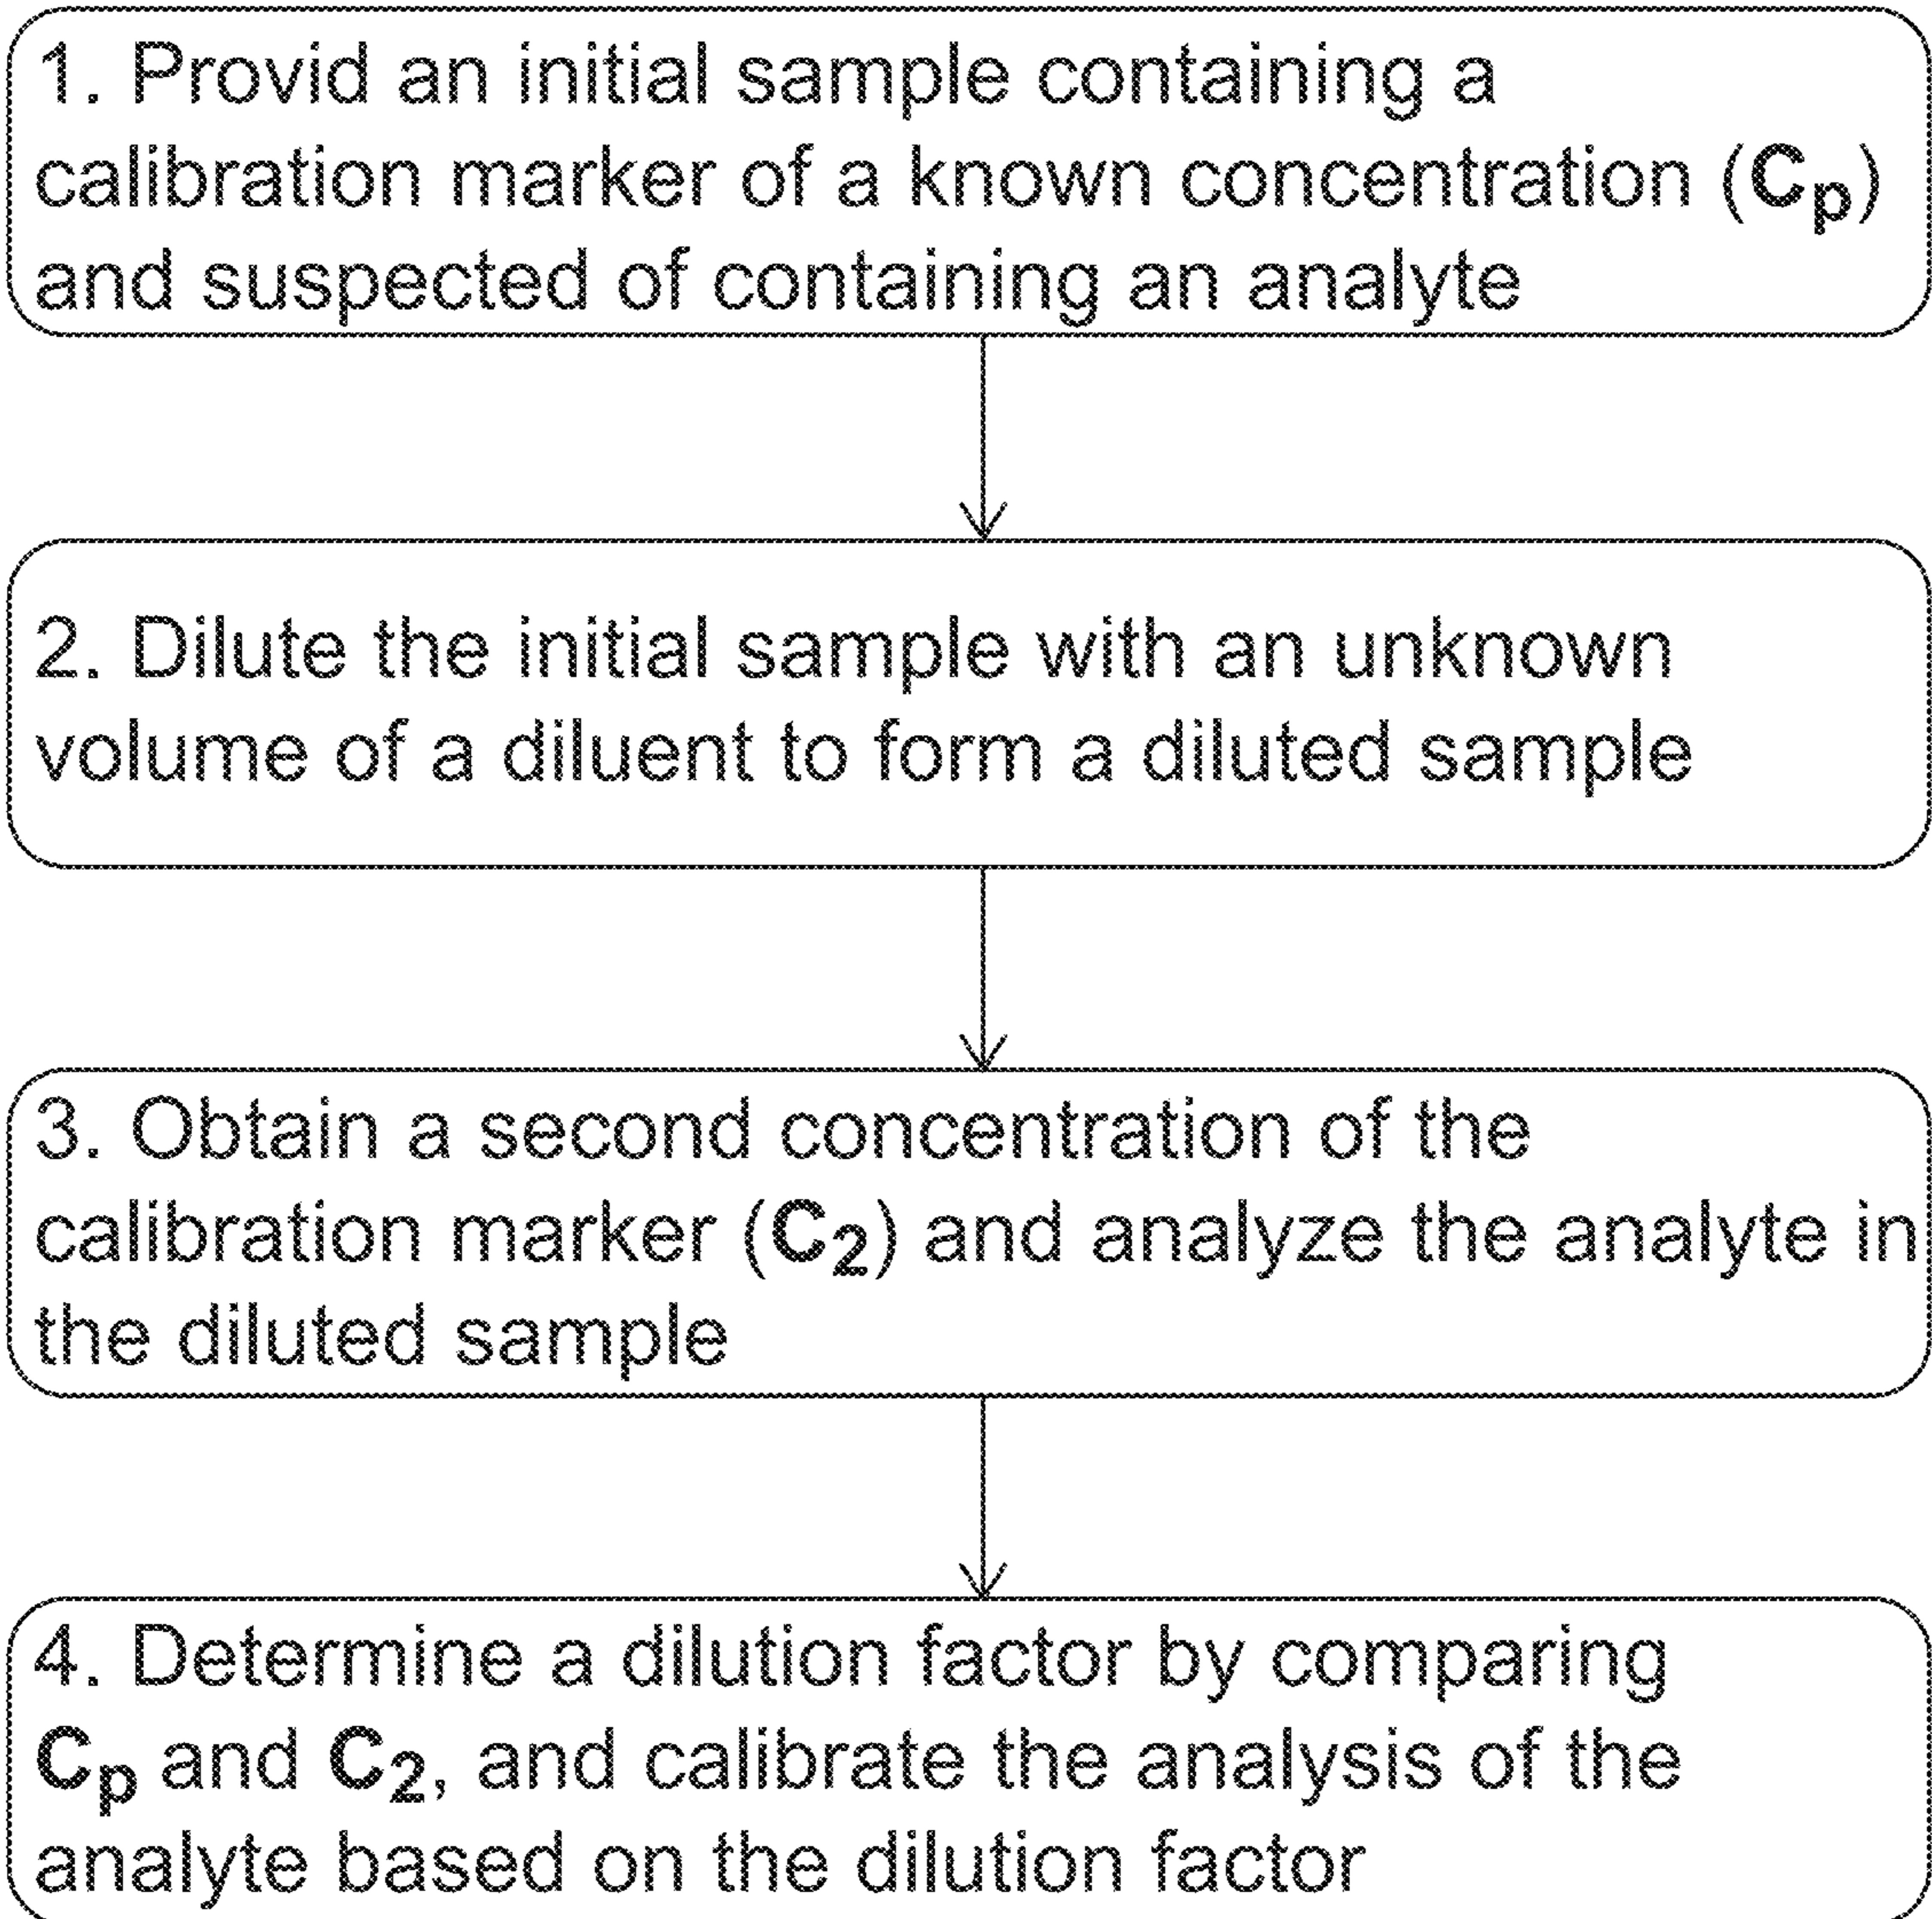 1. Provid an initial sample containing a
calibration marker of a known concentration (Cp)
and suspected of containing an analyte
2. Dilute the initial sample with an unknown
volume of a diluent to form a diluted sample
3. Obtain a second concentration of the
calibration marker (C2) and analyze the analyte in
the diluted sample
4. Determine a dilution factor by comparing
Cp and C2, and calibrate the analysis of the
analyte based on the dilution factor